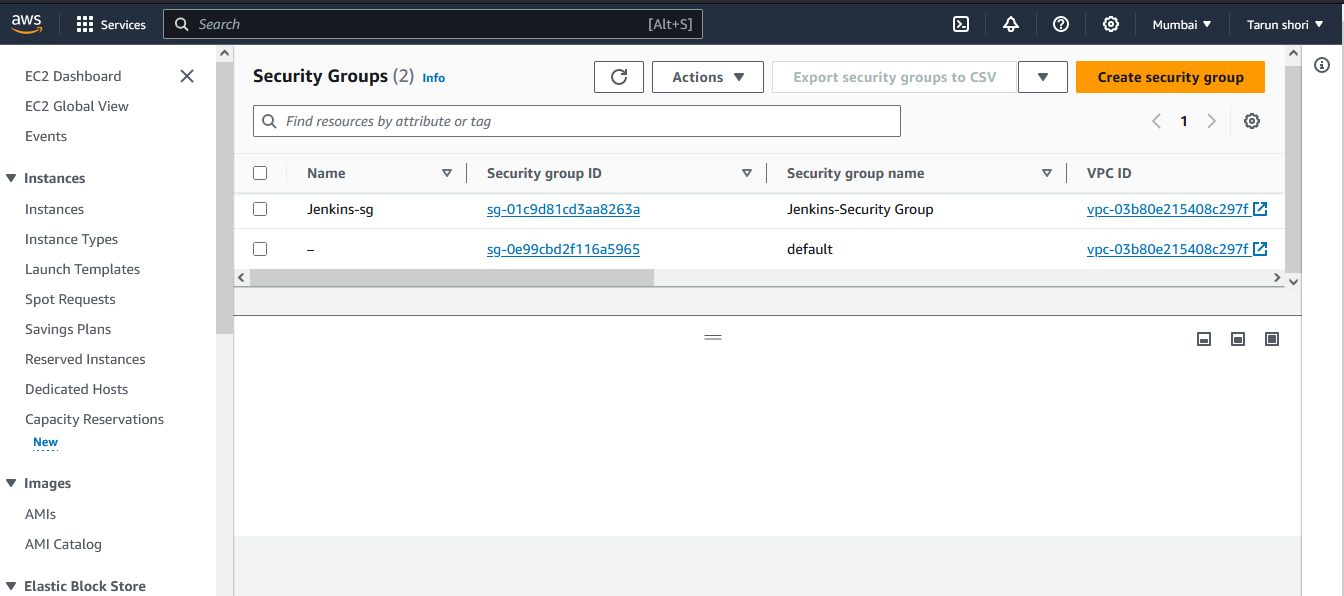 aws Services Search [Alt+S] Mumbai Tarun shori
EC2 Dashboard
EC2 Global View
Events
Instances
Instances
Instance Types
Launch Templates
Spot Requests
Savings Plans
Reserved Instances
Dedicated Hosts
Capacity Reservations
New
Images
AMIs
AMI Catalog
Elastic Block Store
Security Groups (2) Info Actions Export security groups to CSV Create security group
Find resources by attribute or tag 1
Name Security group ID Security group name VPC ID
Jenkins-sg sg-01c9d81cd3aa8263a Jenkins-Security Group vpc-03b80e215408c297f
– sg-0e99cbd2f116a5965 default vpc-03b80e215408c297f